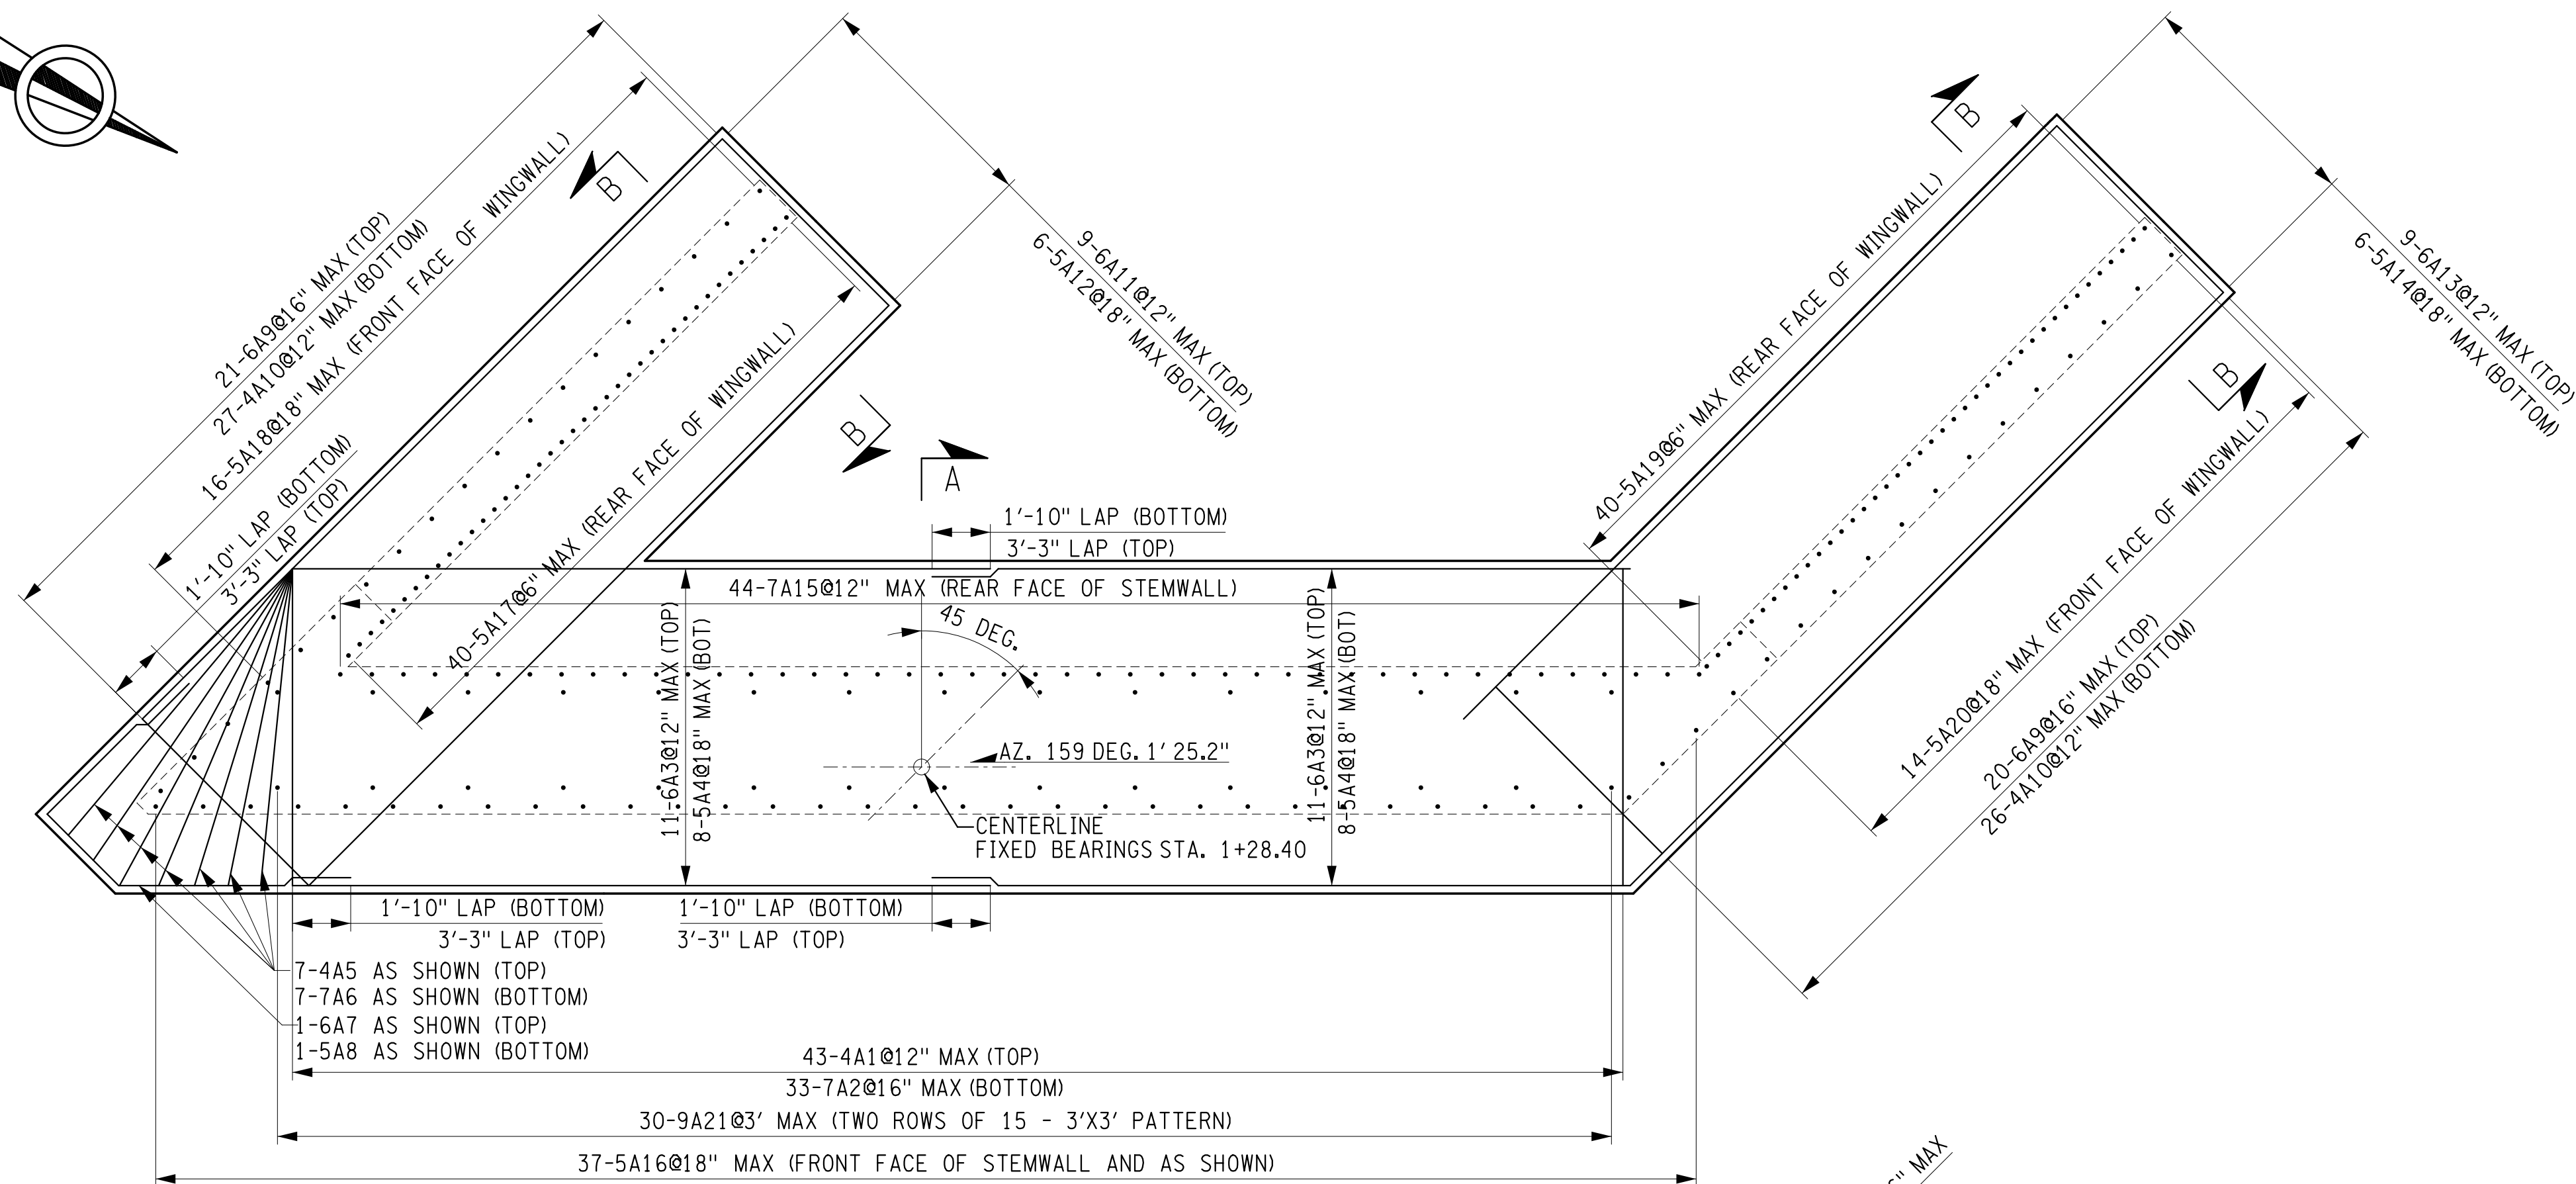 21-6A9@16" MAX (TOP)
27-4A10@12" MAX (BOTTOM)
16-5A18@18" MAX (FRONT FACE OF WINGWALL)
1'-10" LAP (BOTTOM)
3'-3" LAP (TOP)
B
40-5A17@6" MAX (REAR FACE OF WINGWALL)
B
9-6A11@12" MAX (TOP)
6-5A12@18" MAX (BOTTOM)
A
1'-10" LAP (BOTTOM)
3'-3" LAP (TOP)
44-7A15@12" MAX (REAR FACE OF STEMWALL)
45 DEG.
11-6A3@12" MAX (TOP)
8-5A4@18" MAX (BOT)
AZ. 159 DEG. 1' 25.2"
CENTERLINE
FIXED BEARINGS STA. 1+28.40
11-6A3@12" MAX (TOP)
8-5A4@18" MAX (BOT)
B
40-5A19@6" MAX (REAR FACE OF WINGWALL)
9-6A13@12" MAX (TOP)
6-5A14@18" MAX (BOTTOM)
B
14-5A20@18" MAX (FRONT FACE OF WINGWALL)
20-6A9@16" MAX (TOP)
26-4A10@12" MAX (BOTTOM)
1'-10" LAP (BOTTOM)
3'-3" LAP (TOP)
1'-10" LAP (BOTTOM)
3'-3" LAP (TOP)
7-4A5 AS SHOWN (TOP)
7-7A6 AS SHOWN (BOTTOM)
1-6A7 AS SHOWN (TOP)
1-5A8 AS SHOWN (BOTTOM)
43-4A1@12" MAX (TOP)
33-7A2@16" MAX (BOTTOM)
30-9A21@3' MAX (TWO ROWS OF 15 - 3'X3' PATTERN)
37-5A16@18" MAX (FRONT FACE OF STEMWALL AND AS SHOWN)
MAX